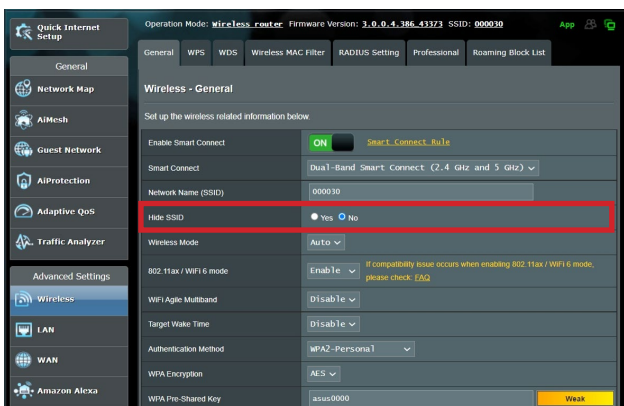 Quick Internet
Setup
Operation Mode: Wireless router Firmware Version: 3.0.0.4.386_43373 SSID: 000030
App
General WPS WDS Wireless MAC Filter RADIUS Setting Professional Roaming Block List
General
Network Map
AiMesh
Guest Network
AiProtection
Adaptive QoS
Traffic Analyzer
Advanced Settings
Wireless
LAN
WAN
Amazon Alexa
Wireless - General
Set up the wireless related information below.
Enable Smart Connect ON Smart Connect Rule
Smart Connect Dual-Band Smart Connect (2.4 GHz and 5 GHz)
Network Name (SSID) 000030
Hide SSID Yes No
Wireless Mode Auto
802.11ax / WiFi 6 mode Enable If compatibility issue occurs when enabling 802.11ax / WiFi 6 mode,
please check: FAQ
WiFi Agile Multiband Disable
Target Wake Time Disable
Authentication Method WPA2-Personal
WPA Encryption AES
WPA Pre-Shared Key asus0000 Weak